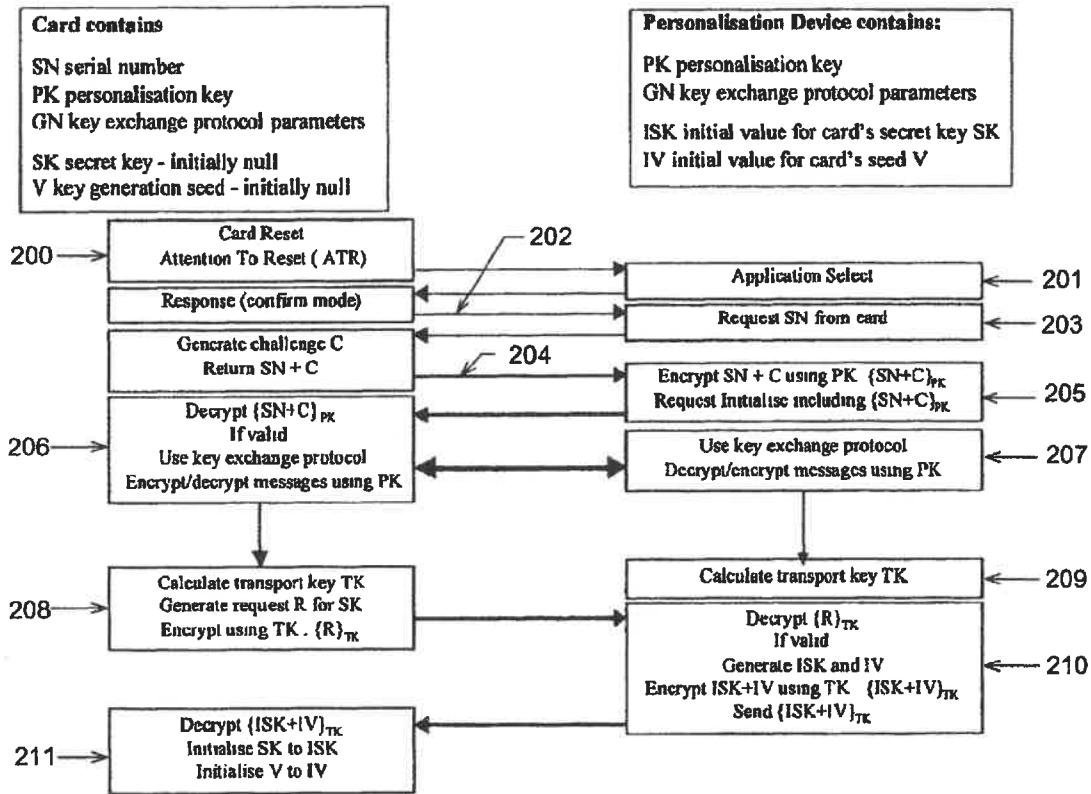 Card contains
SN serial number
PK personalisation key
GN key exchange protocol parameters
SK secret key - initially null
V key generation seed - initially null
Personalisation Device contains:
PK personalisation key
GN key exchange protocol parameters
ISK initial value for card's secret key SK
IV initial value for card's seed V
200
Card Reset
Attention To Reset ( ATR)
202
Application Select
201
Response (confirm mode)
Request SN from card
203
Generate challenge C
Return SN + C
204
Encrypt SN + C using PK {SN+C}PK
Request Initialise including {SN+C}PK
205
206
Decrypt {SN+C}PK
If valid
Use key exchange protocol
Encrypt/decrypt messages using PK
Use key exchange protocol
Decrypt/encrypt messages using PK
207
208
Calculate transport key TK
Generate request R for SK
Encrypt using TK . {R}TK
Calculate transport key TK
209
Decrypt {R}TK
If valid
Generate ISK and IV
Encrypt ISK+IV using TK {ISK+IV}TK
Send {ISK+IV}TK
210
211
Decrypt {ISK+IV}TK
Initialise SK to ISK
Initialise V to IV